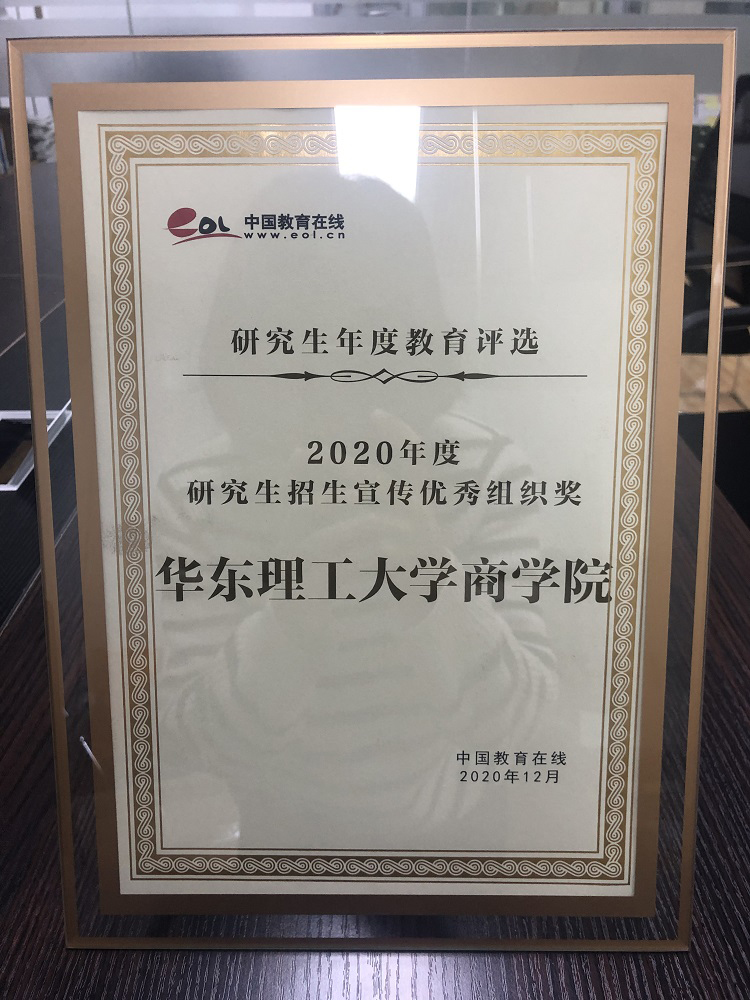 eOL 中国教育在线
www.eol.cn
研究生年度教育评选
2020年度
研究生招生宣传优秀组织奖
华东理工大学商学院
中国教育在线
2020年12月